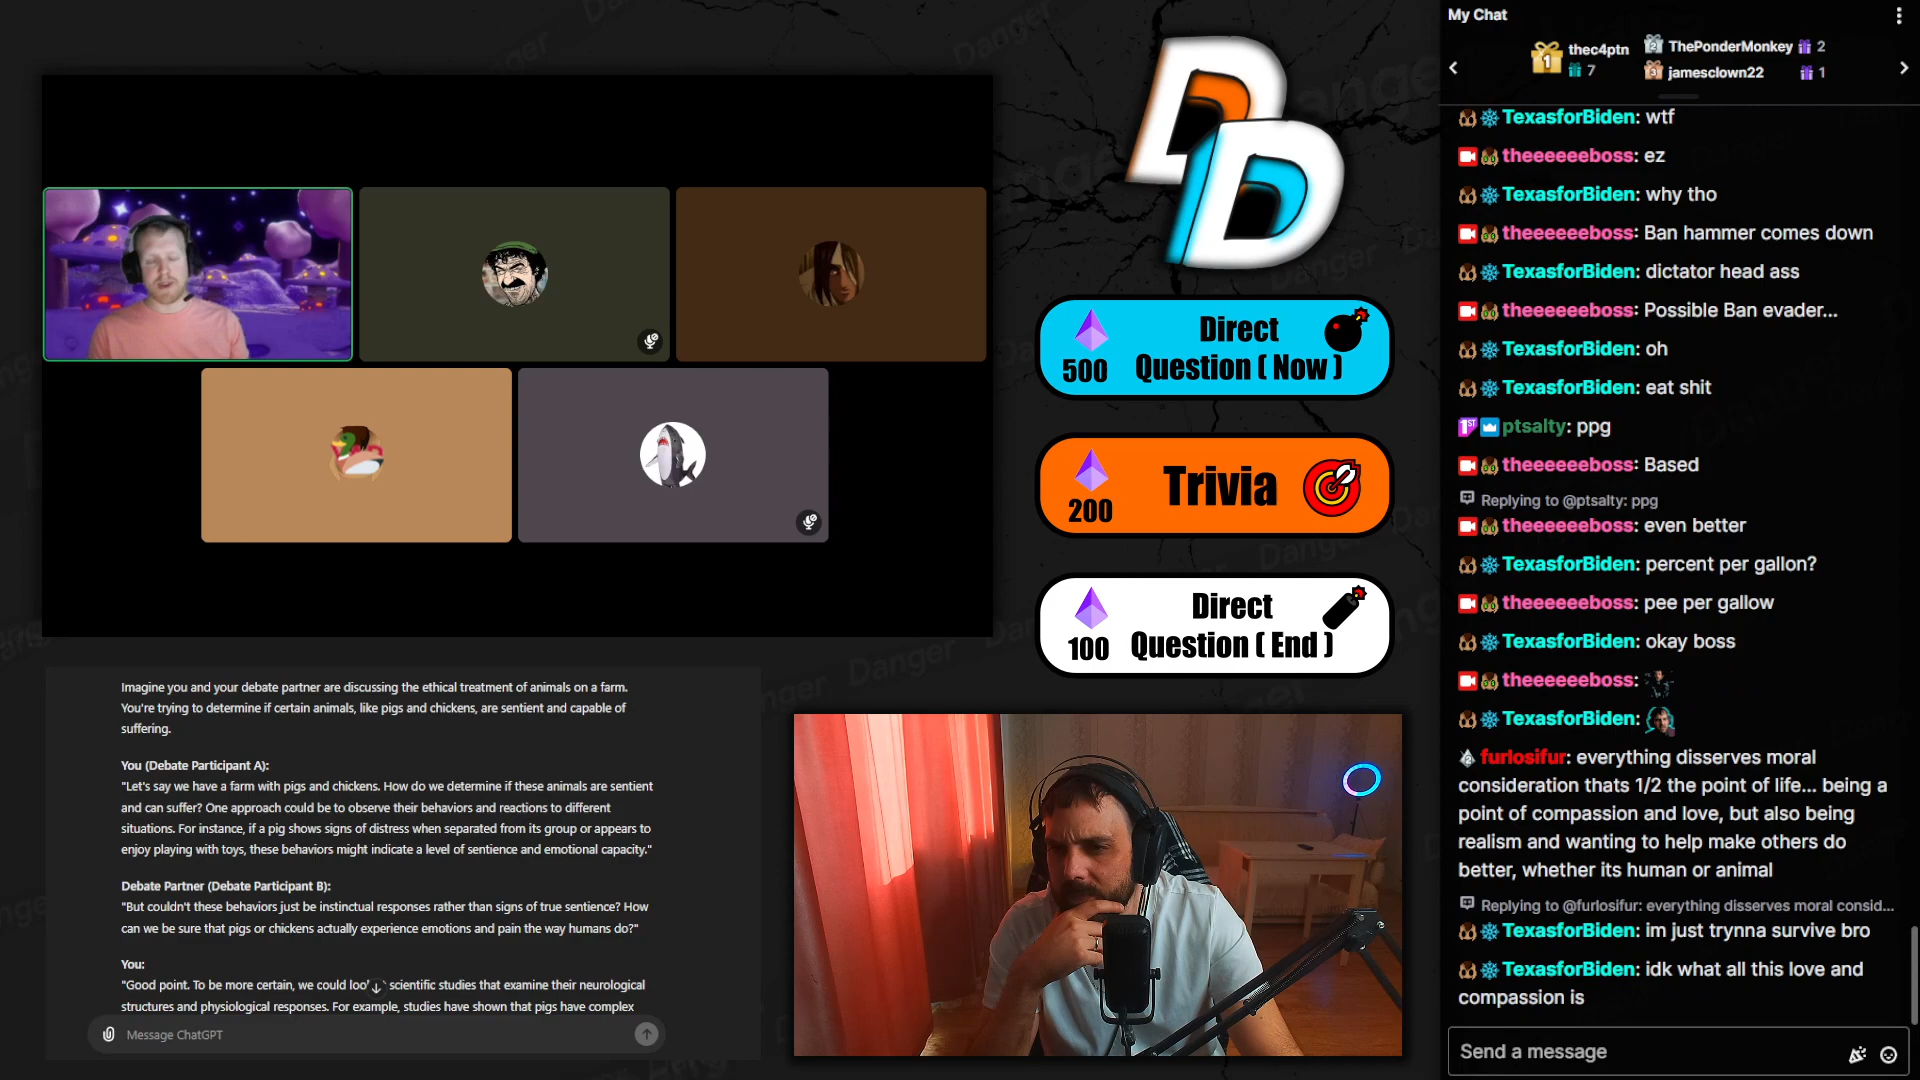 DD
500
Direct
Question ( Now )
200
Trivia
100
Direct
Question ( End )
Imagine you and your debate partner are discussing the ethical treatment of animals on a farm.
You're trying to determine if certain animals, like pigs and chickens, are sentient and capable of
suffering.
You (Debate Participant A):
"Let's say we have a farm with pigs and chickens. How do we determine if these animals are sentient
and can suffer? One approach could be to observe their behaviors and reactions to different
situations. For instance, if a pig shows signs of distress when separated from its group or appears to
enjoy playing with toys, these behaviors might indicate a level of sentience and emotional capacity."
Debate Partner (Debate Participant B):
"But couldn't these behaviors just be instinctual responses rather than signs of true sentience? How
can we be sure that pigs or chickens actually experience emotions and pain the way humans do?"
You:
"Good point. To be more certain, we could scientific studies that examine their neurological
structures and physiological responses. For example, studies have shown that pigs have complex
Message ChatGPT
My Chat
1 thec4ptn
7
2 ThePonderMonkey 2
3 jamesclown22 1
TexasforBiden: wtf
theeeeeeboss: ez
TexasforBiden: why tho
theeeeeeboss: Ban hammer comes down
TexasforBiden: dictator head ass
theeeeeeboss: Possible Ban evader...
TexasforBiden: oh
TexasforBiden: eat shit
1ST ptsalty: ppg
theeeeeeboss: Based
Replying to @ptsalty: ppg
theeeeeeboss: even better
TexasforBiden: percent per gallon?
theeeeeeboss: pee per gallow
TexasforBiden: okay boss
theeeeeeboss:
TexasforBiden:
furlosifur: everything disserves moral
consideration thats 1/2 the point of life... being a
point of compassion and love, but also being
realism and wanting to help make others do
better, whether its human or animal
Replying to @furlosifur: everything disserves moral consid...
TexasforBiden: im just trynna survive bro
TexasforBiden: idk what all this love and
compassion is
Send a message